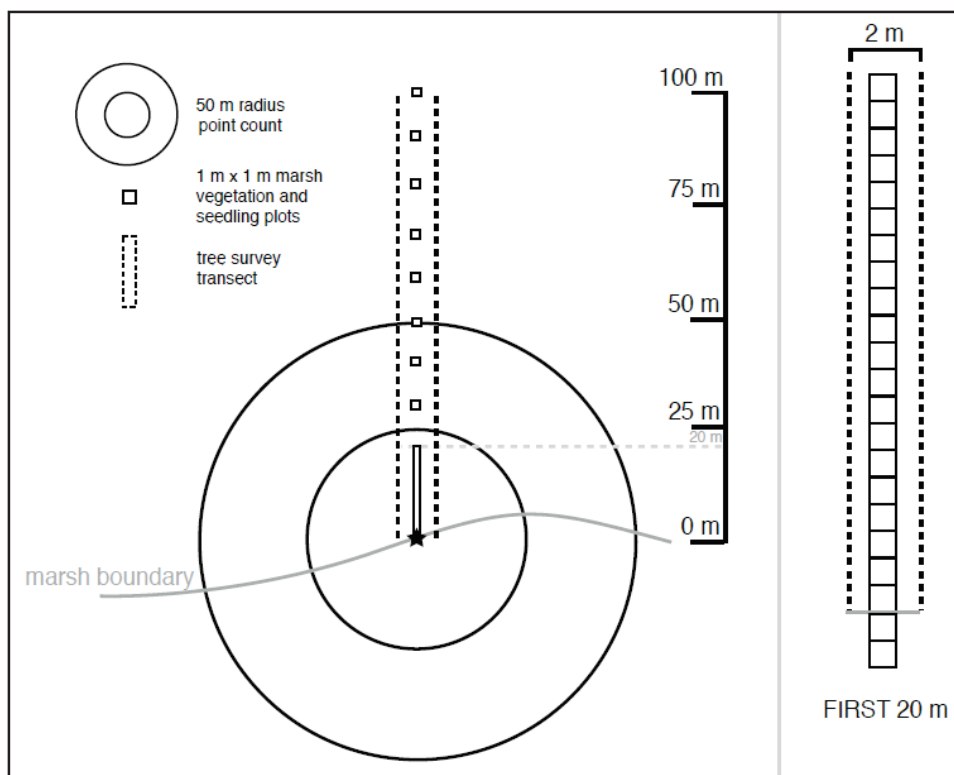 50 m radius
point count
1 m x 1 m marsh
vegetation and
seedling plots
tree survey
transect
100 m
75 m
50 m
25 m
20 m
0 m
marsh boundary
2 m
FIRST 20 m